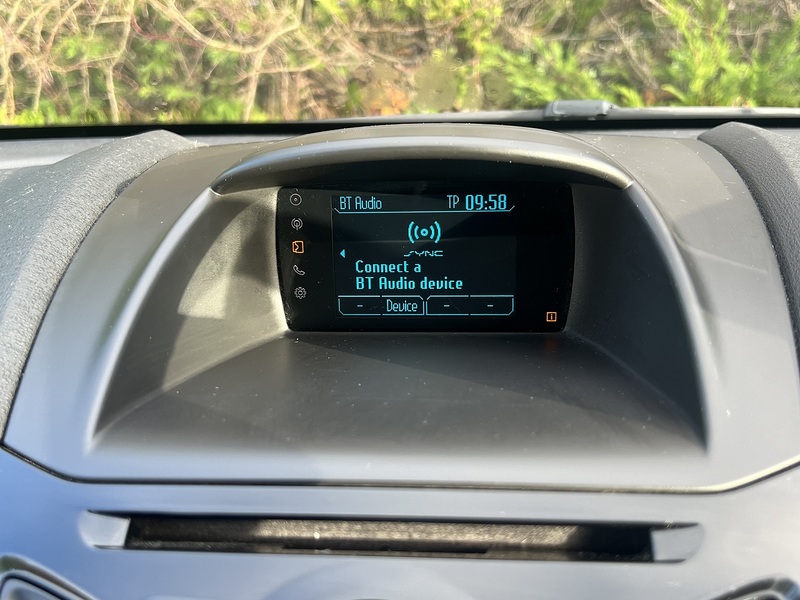 BT Audio TP 09:58
SYNC
Connect a
BT Audio device
- Device - -